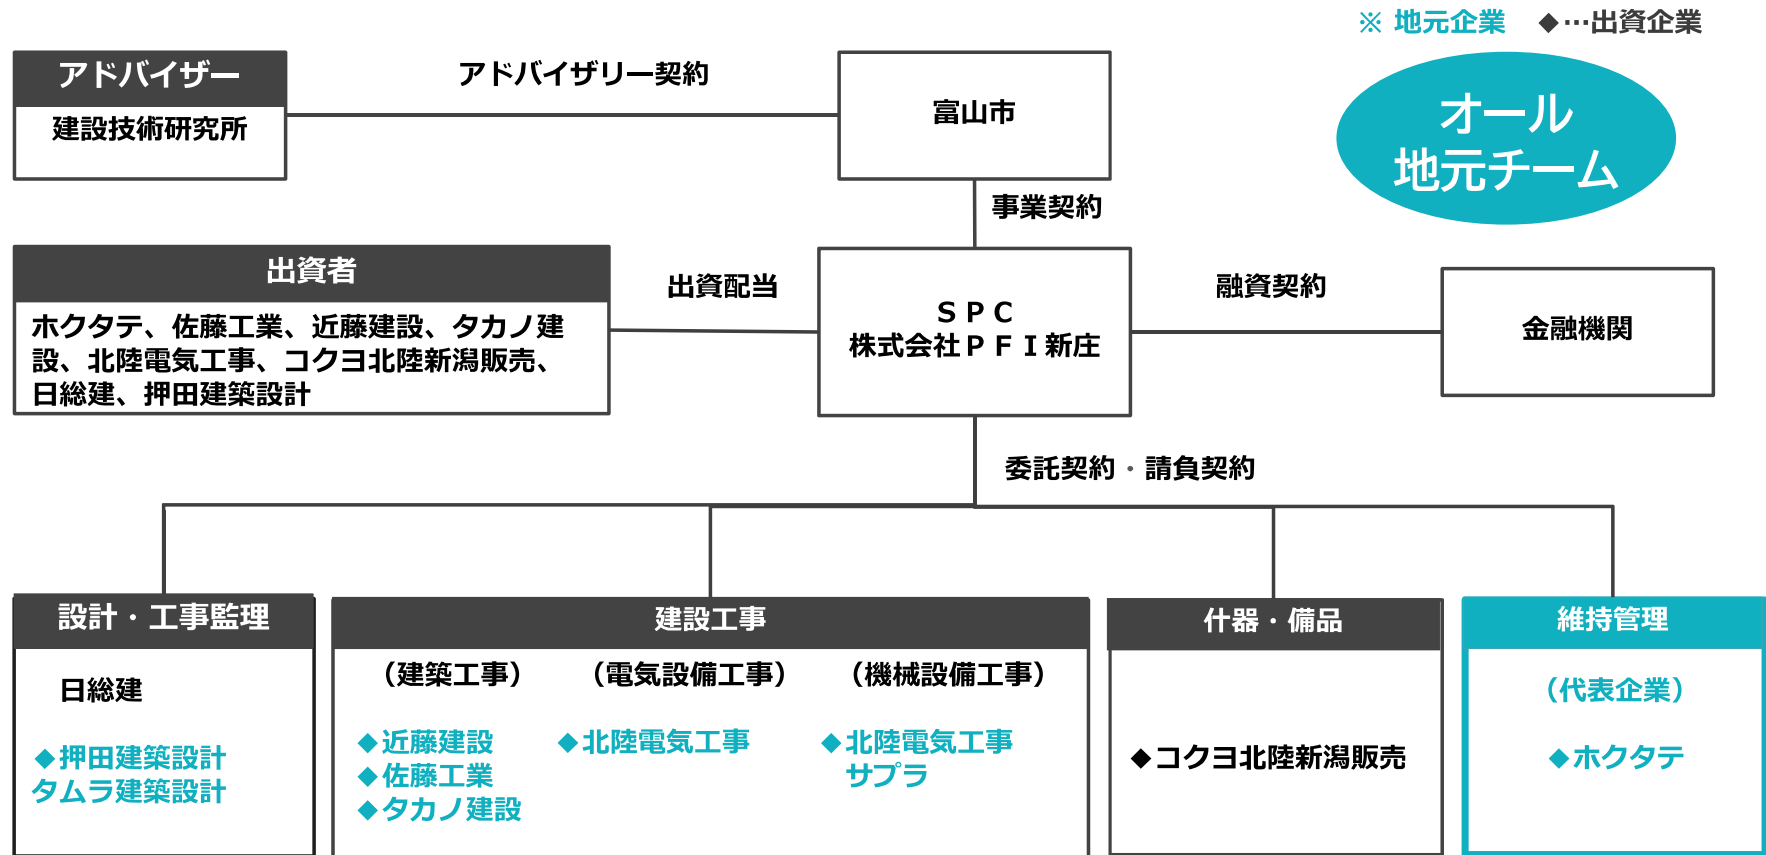 ※ 地元企業　◆…出資企業
オール
地元チーム
アドバイザー
建設技術研究所
アドバイザリー契約
富山市
事業契約
出資者
ホクタテ、佐藤工業、近藤建設、タカノ建
設、北陸電気工事、コクヨ北陸新潟販売、
日総建、押田建築設計
出資配当
ＳＰＣ
株式会社ＰＦＩ新庄
融資契約
金融機関
委託契約・請負契約
設計・工事監理
日総建
◆押田建築設計
タムラ建築設計
建設工事
（建築工事）
◆近藤建設
◆佐藤工業
◆タカノ建設
（電気設備工事）
◆北陸電気工事
（機械設備工事）
◆北陸電気工事
サプラ
什器・備品
◆コクヨ北陸新潟販売
維持管理
（代表企業）
◆ホクタテ